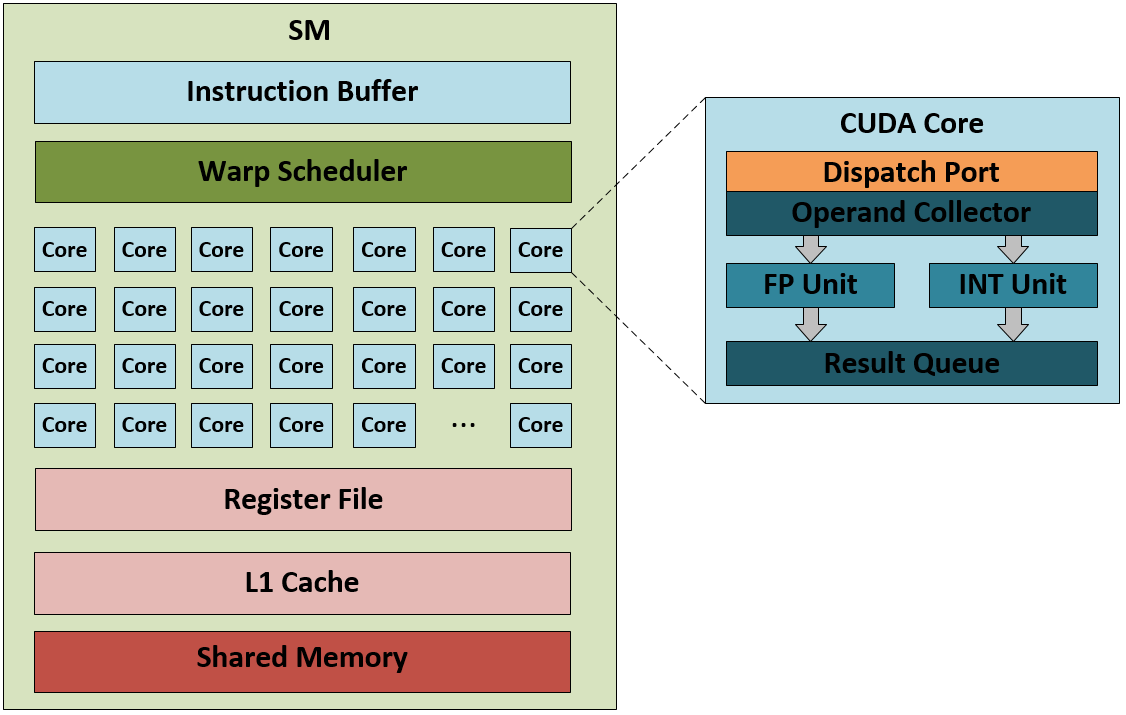 SM
Instruction Buffer
Warp Scheduler
Core Core Core Core Core Core Core
Core Core Core Core Core Core Core
Core Core Core Core Core Core Core
Core Core Core Core Core ... Core
Register File
L1 Cache
Shared Memory
CUDA Core
Dispatch Port
Operand Collector
FP Unit INT Unit
Result Queue